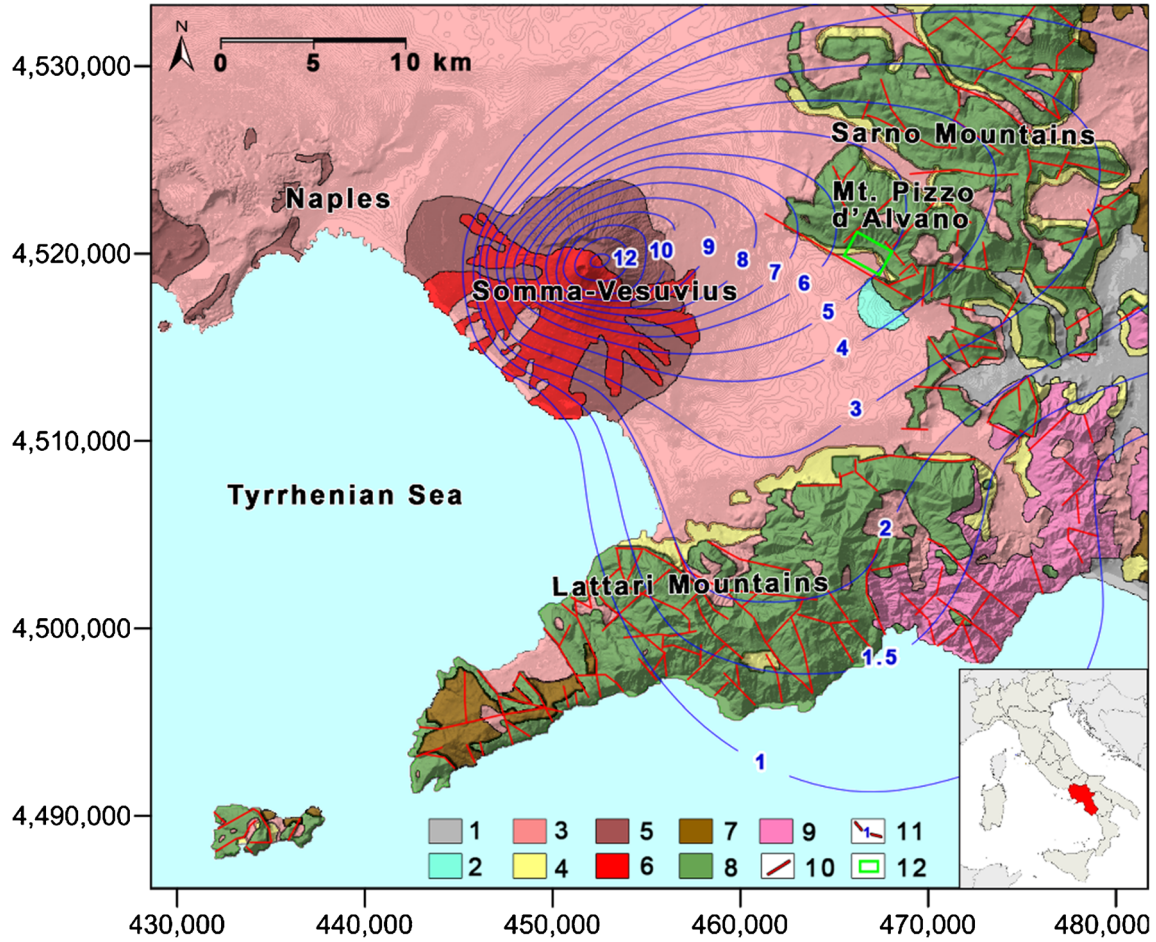 N
0 5 10 km
4,530,000
4,520,000
4,510,000
4,500,000
4,490,000
Sarno Mountains
Mt. Pizzo
d'Alvano
Naples
12 10 9 8 7 6 5 4 3 2 1.5 1
Somma-Vesuvius
Tyrrhenian Sea
Lattari Mountains
1 3 5 7 9 1 11
2 4 6 8 10 12
430,000 440,000 450,000 460,000 470,000 480,000